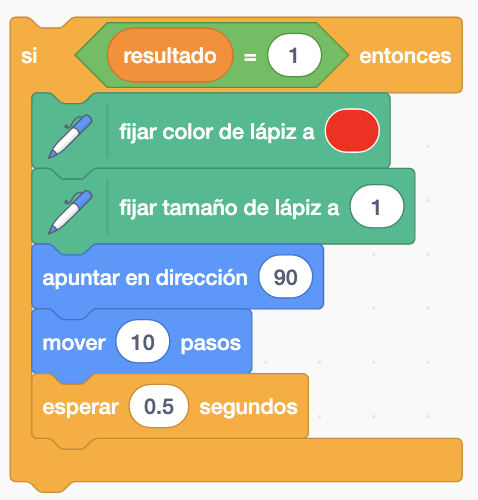 si resultado = 1 entonces
fijar color de lápiz a
fijar tamaño de lápiz a 1
apuntar en dirección 90
mover 10 pasos
esperar 0.5 segundos